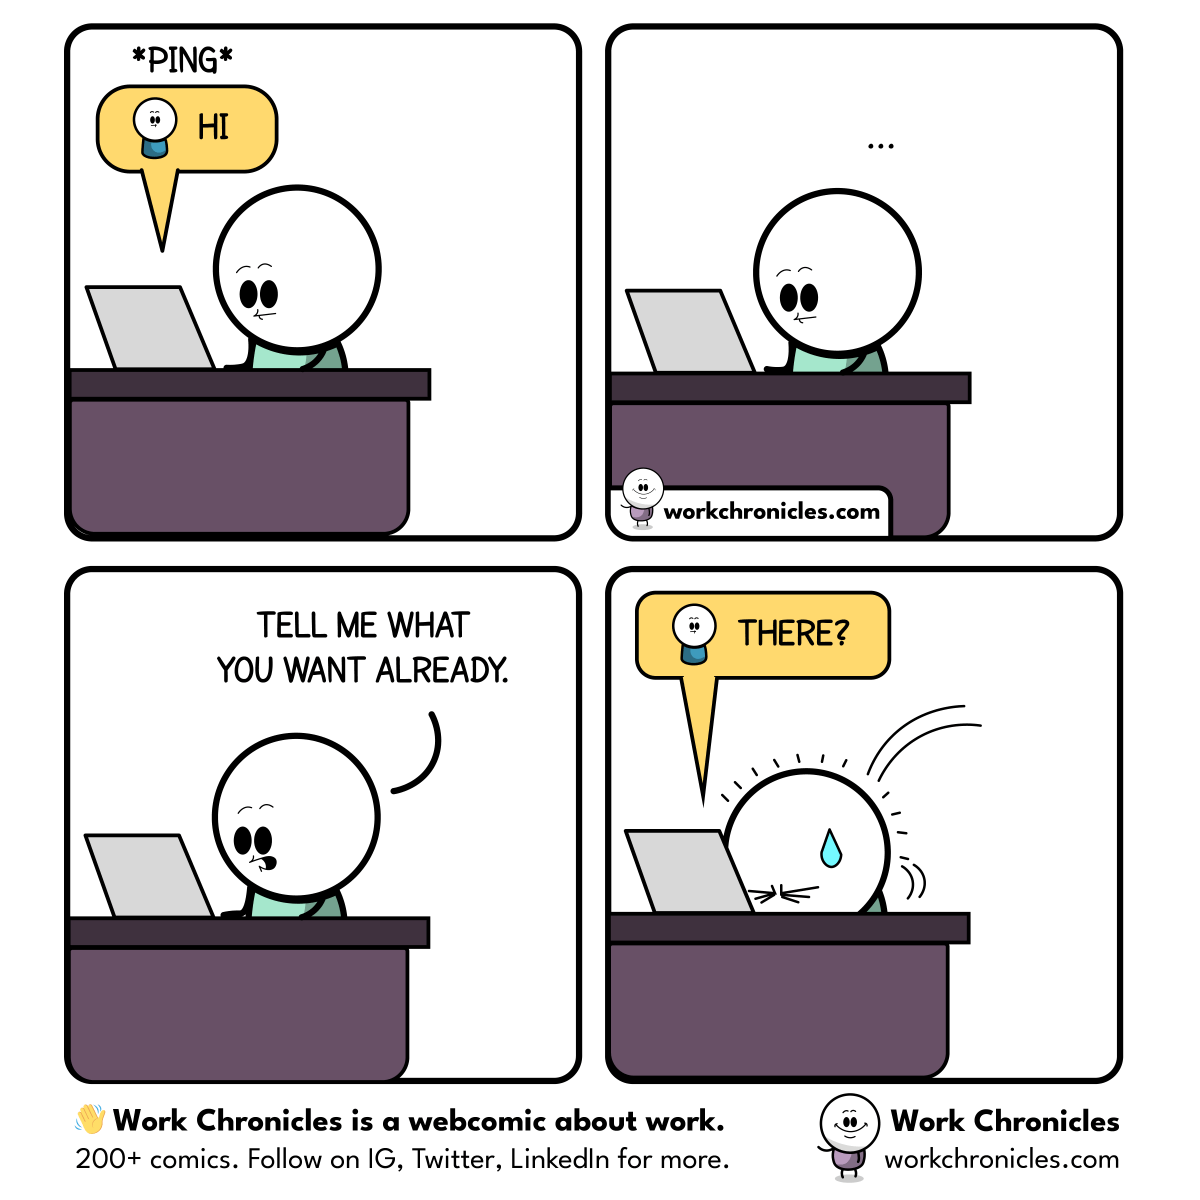 *PING*
HI
...
workchronicles.com
TELL ME WHAT
YOU WANT ALREADY.
THERE?
👋 Work Chronicles is a webcomic about work.
200+ comics. Follow on IG, Twitter, LinkedIn for more.
Work Chronicles
workchronicles.com